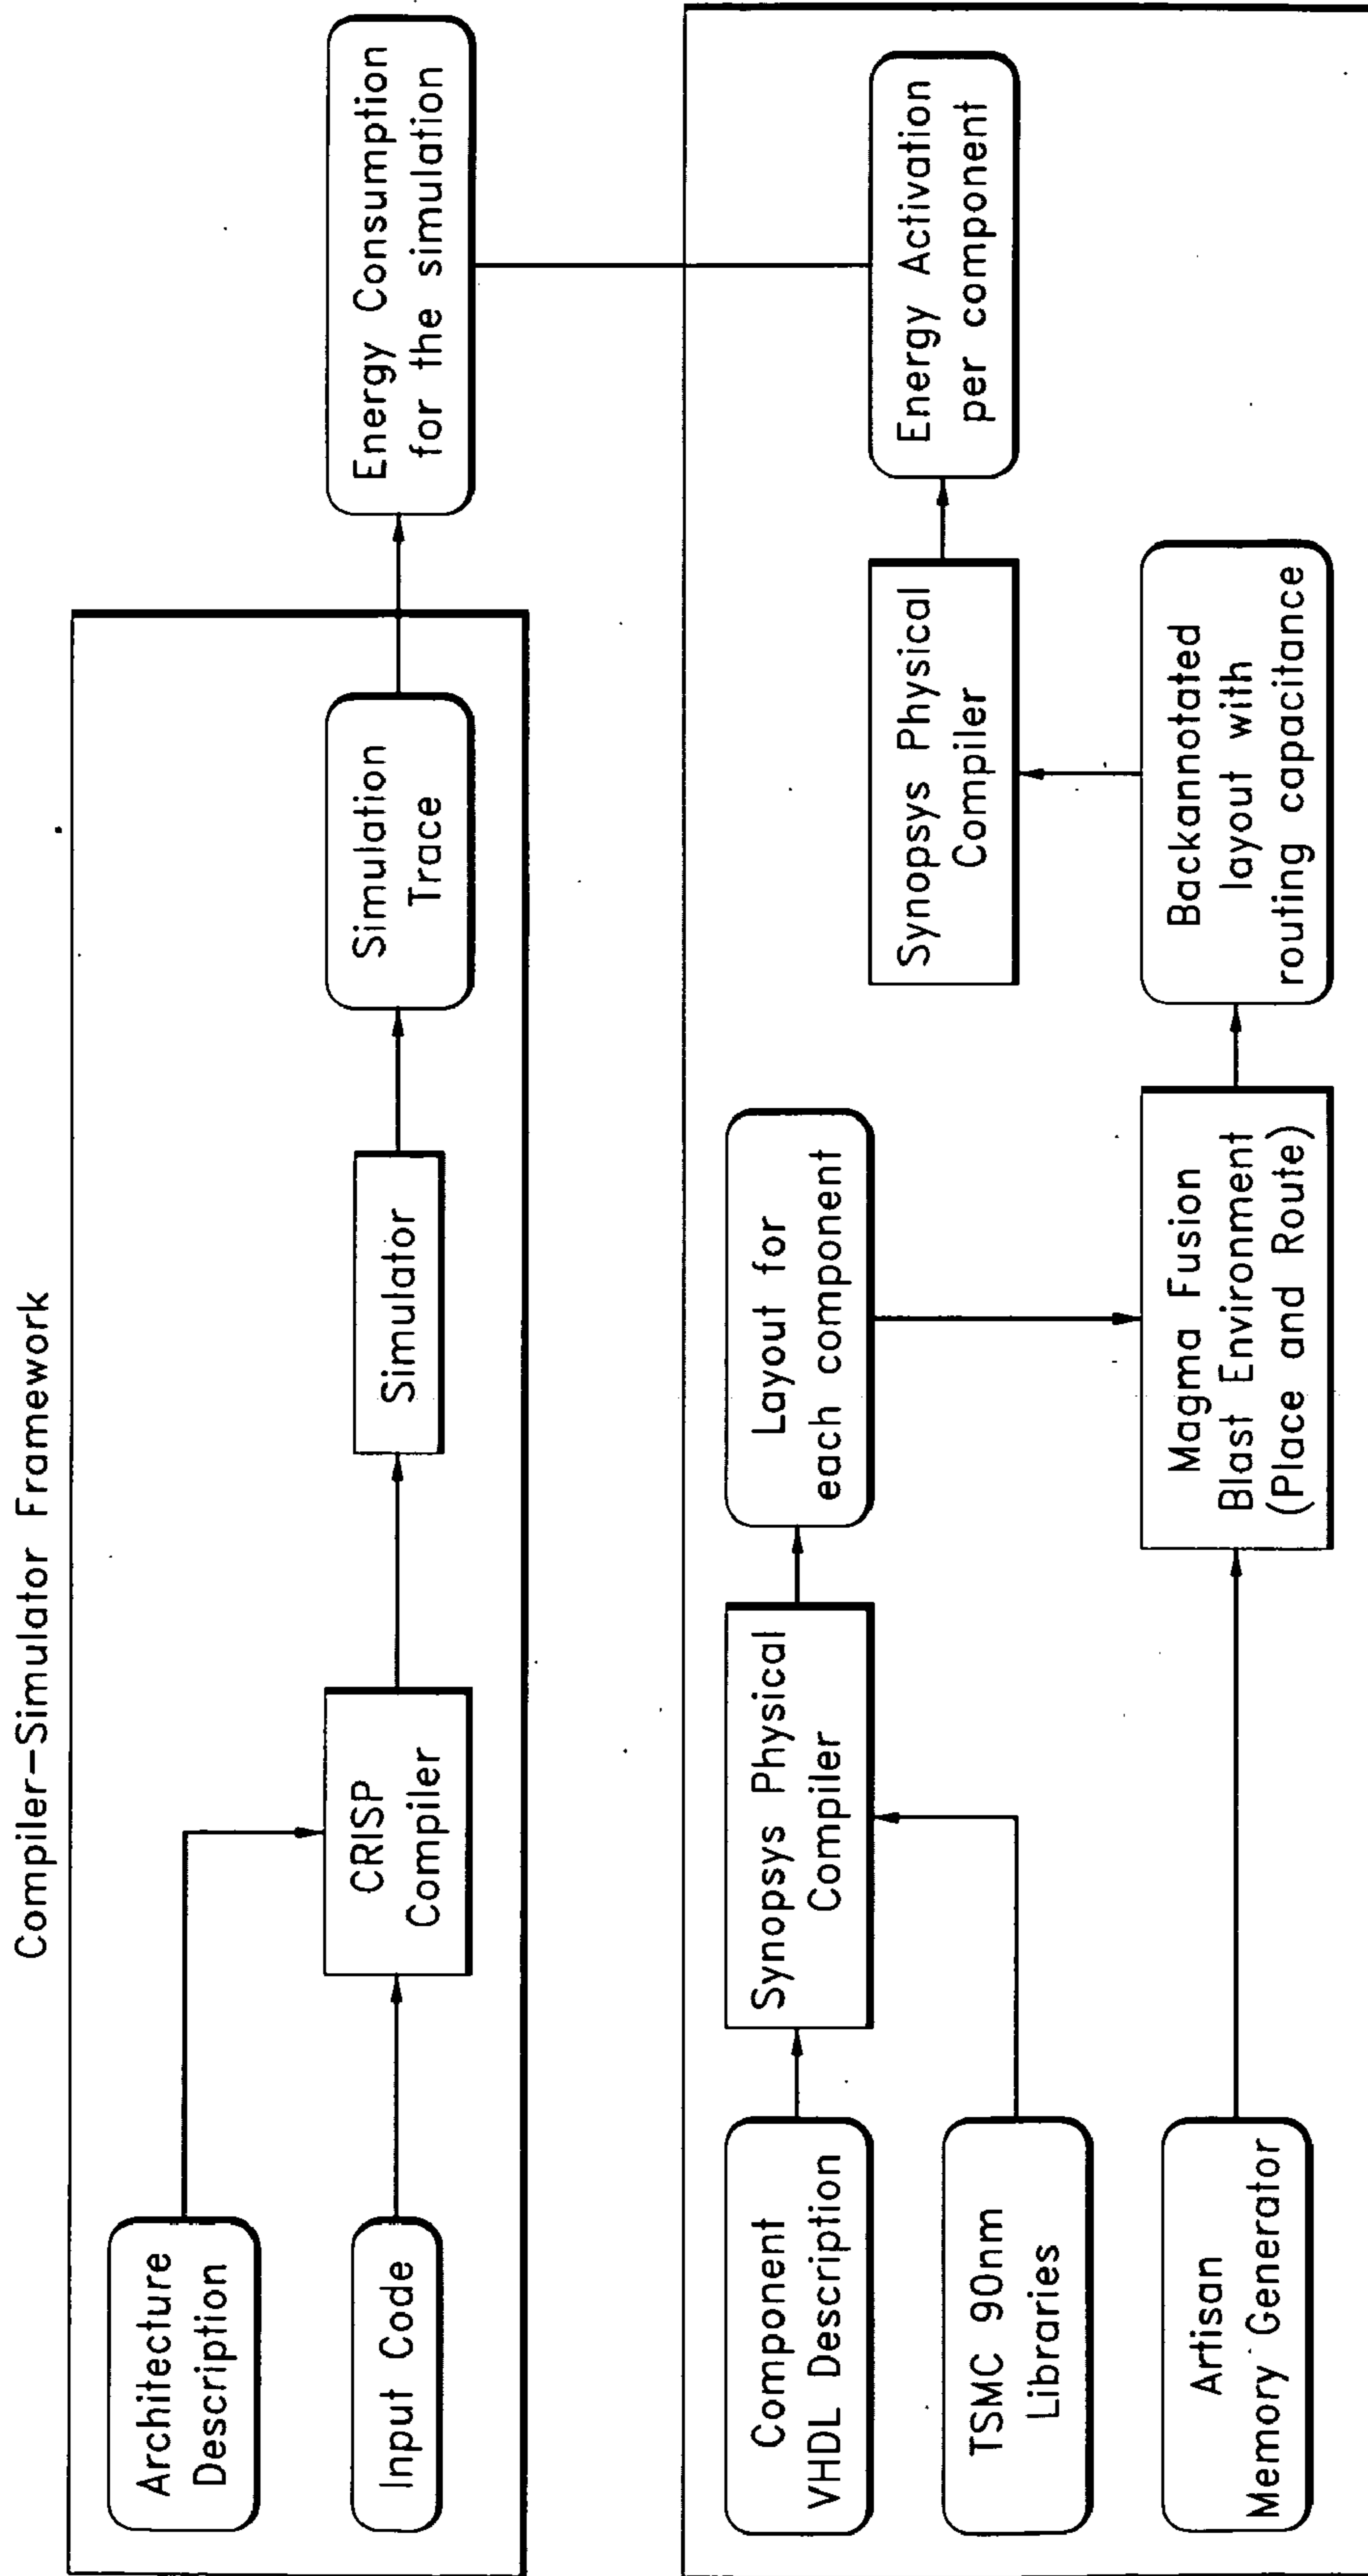 Compiler-Simulator Framework
Architecture
Description
Input Code
CRISP
Compiler
Simulator
Simulation
Trace
Energy Consumption
for the simulation
Component
VHDL Description
TSMC 90nm
Libraries
Artisan
Memory Generator
Synopsys Physical
Compiler
Layout for
each component
Magma Fusion
Blast Environment
(Place and Route)
Backannotated
layout with
routing capacitance
Synopsys Physical
Compiler
Energy Activation
per component